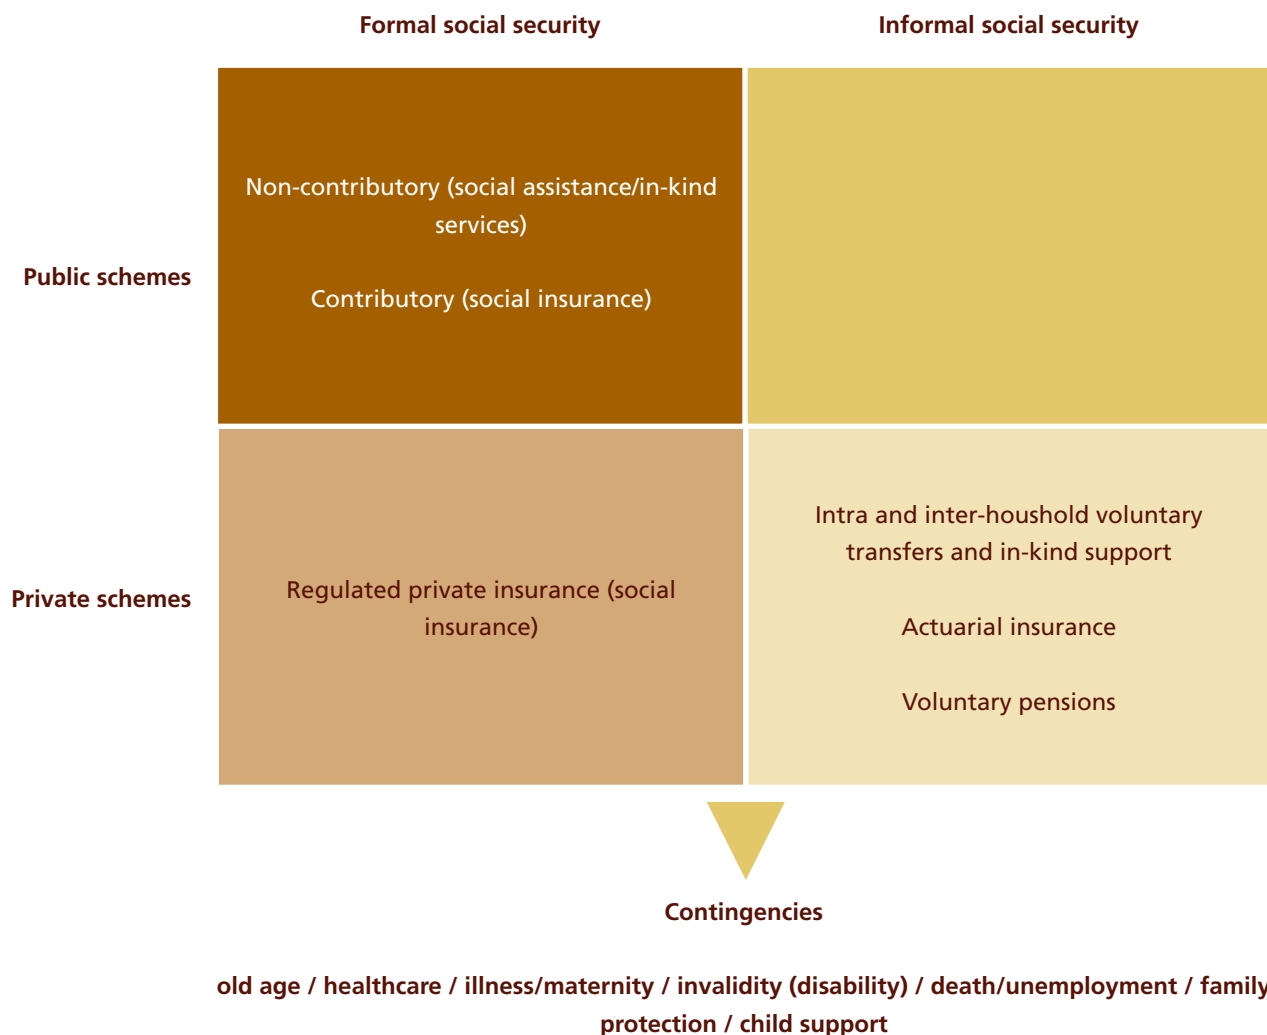 Formal social security
Informal social security
Public schemes
Non-contributory (social assistance/in-kind
services)
Contributory (social insurance)
Private schemes
Regulated private insurance (social
insurance)
Intra and inter-houshold voluntary
transfers and in-kind support
Actuarial insurance
Voluntary pensions
Contingencies
old age / healthcare / illness/maternity / invalidity (disability) / death/unemployment / family
protection / child support